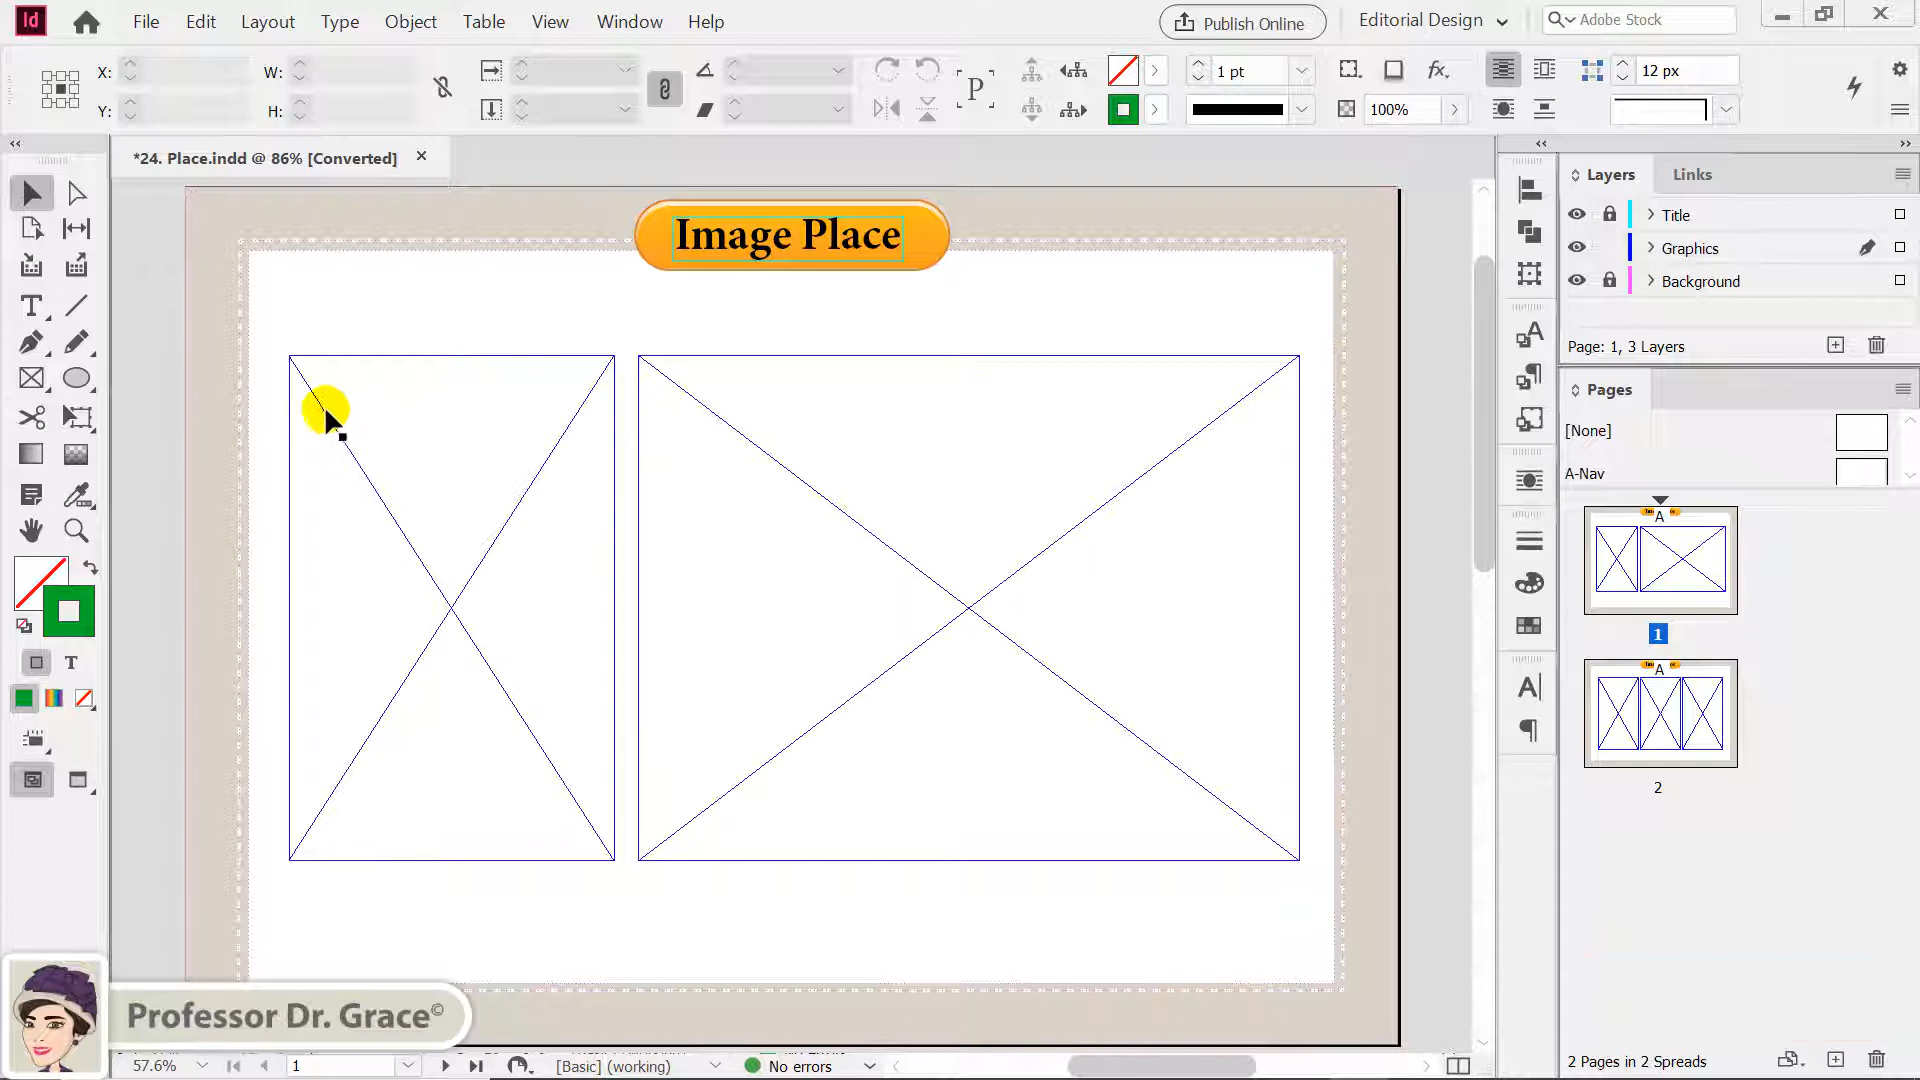 Id File Edit Layout Type Object Table View Window Help Publish Online Editorial Design Adobe Stock
X: W: P 1 pt fx 12 px
Y: H: 100%
*24. Place.indd @ 86% [Converted]
Image Place
Layers Links
Title
Graphics
Background
Page: 1, 3 Layers
Pages
[None]
A-Nav
A
1
A
2
2 Pages in 2 Spreads
T
T
A
A
Professor Dr. Grace©
57.6% 1 [Basic] (working) No errors